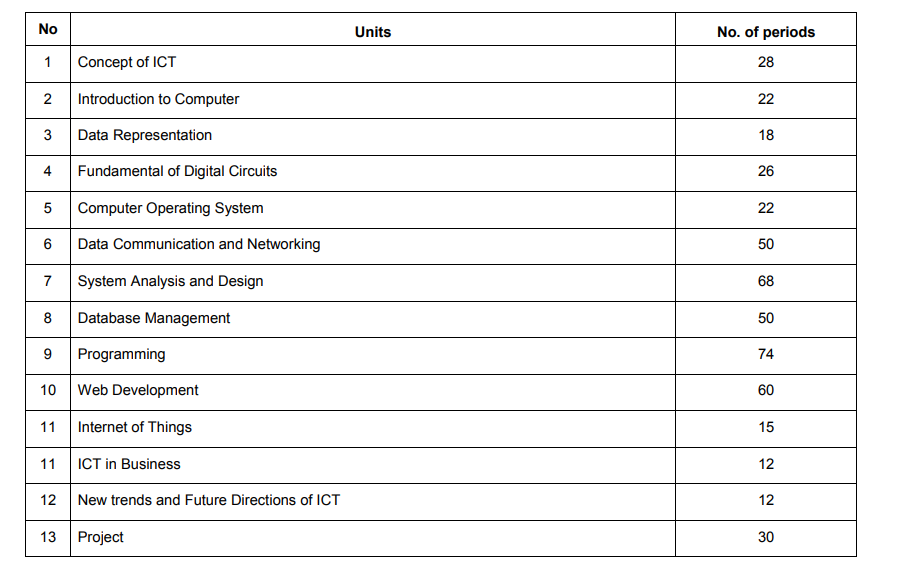 No Units No. of periods
1 Concept of ICT 28
2 Introduction to Computer 22
3 Data Representation 18
4 Fundamental of Digital Circuits 26
5 Computer Operating System 22
6 Data Communication and Networking 50
7 System Analysis and Design 68
8 Database Management 50
9 Programming 74
10 Web Development 60
11 Internet of Things 15
11 ICT in Business 12
12 New trends and Future Directions of ICT 12
13 Project 30